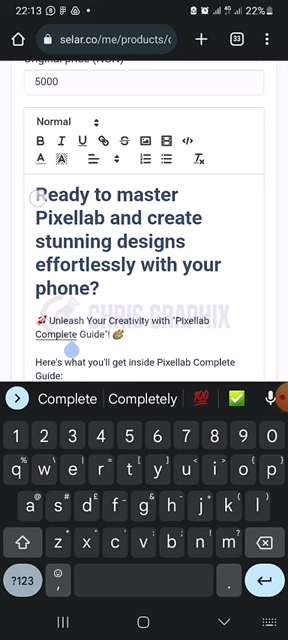 22:13 22%
selar.co/me/products/c 33
Original price (NGN)
5000
Normal
B I U S </>
A A Tx
Ready to master
Pixellab and create
stunning designs
effortlessly with your
phone?
CHRIS GRAPHIX
🚀 Unleash Your Creativity with "Pixellab
Complete Guide"! 🎨
Here's what you'll get inside Pixellab Complete
Guide:
Complete Completely 💯 ✅
1 2 3 4 5 6 7 8 9 0
q w e r t y u i o p
% ^ ~ | [ ] < > { }
a s d f g h j k l
@ # £ _ - & + ( )
z x c v b n m
* " ' : ; ! ?
?123 , .